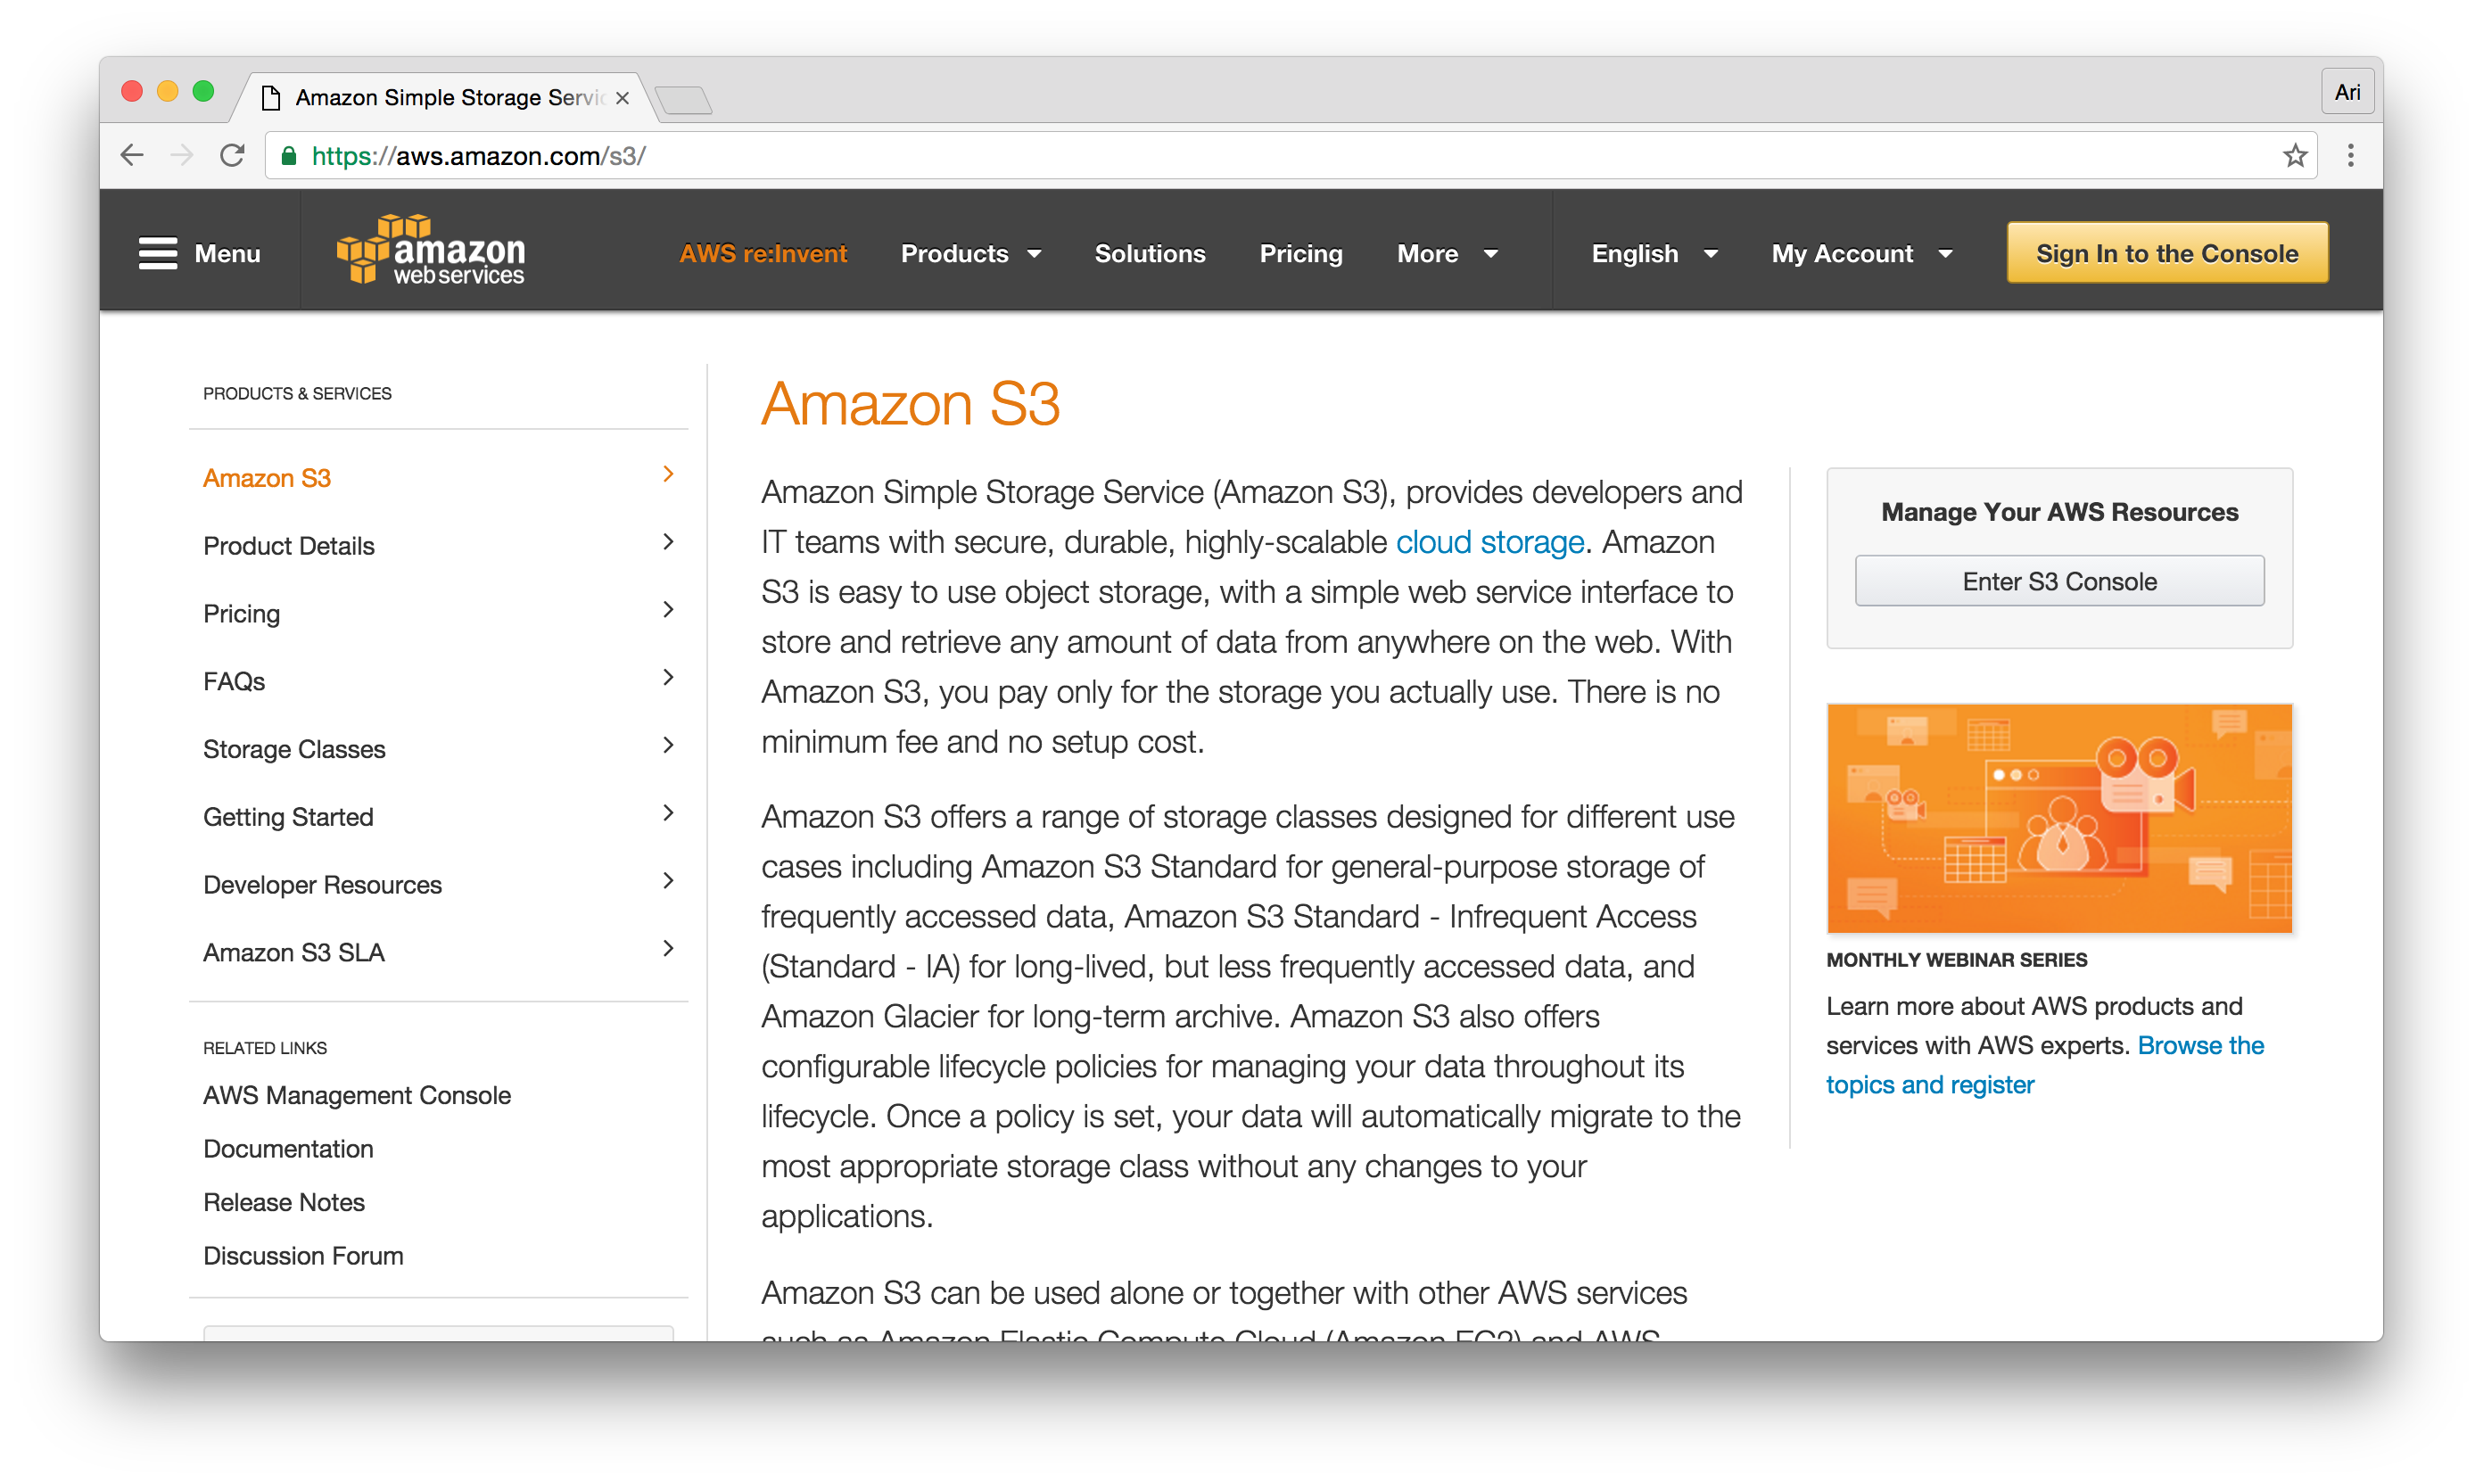 Amazon Simple Storage Servic
Ari
https://aws.amazon.com/s3/
Menu
amazon
web services
AWS re:Invent
Products
Solutions
Pricing
More
English
My Account
Sign In to the Console
PRODUCTS & SERVICES
Amazon S3
Product Details
Pricing
FAQs
Storage Classes
Getting Started
Developer Resources
Amazon S3 SLA
RELATED LINKS
AWS Management Console
Documentation
Release Notes
Discussion Forum
Amazon S3
Amazon Simple Storage Service (Amazon S3), provides developers and
IT teams with secure, durable, highly-scalable cloud storage. Amazon
S3 is easy to use object storage, with a simple web service interface to
store and retrieve any amount of data from anywhere on the web. With
Amazon S3, you pay only for the storage you actually use. There is no
minimum fee and no setup cost.
Amazon S3 offers a range of storage classes designed for different use
cases including Amazon S3 Standard for general-purpose storage of
frequently accessed data, Amazon S3 Standard - Infrequent Access
(Standard - IA) for long-lived, but less frequently accessed data, and
Amazon Glacier for long-term archive. Amazon S3 also offers
configurable lifecycle policies for managing your data throughout its
lifecycle. Once a policy is set, your data will automatically migrate to the
most appropriate storage class without any changes to your
applications.
Amazon S3 can be used alone or together with other AWS services
such as Amazon Elastic Compute Cloud (Amazon EC2) and AWS
Manage Your AWS Resources
Enter S3 Console
MONTHLY WEBINAR SERIES
Learn more about AWS products and
services with AWS experts. Browse the
topics and register